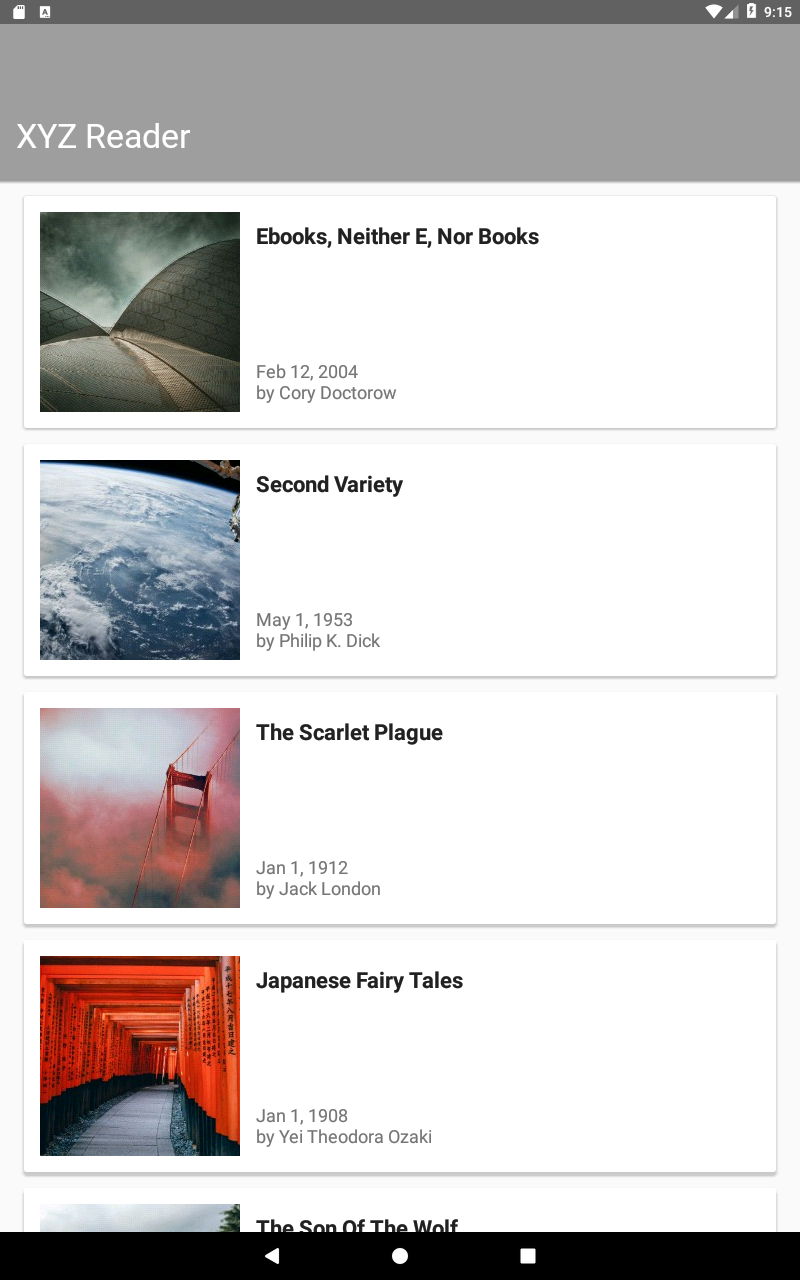 9:15
XYZ Reader
Ebooks, Neither E, Nor Books
Feb 12, 2004
by Cory Doctorow
Second Variety
May 1, 1953
by Philip K. Dick
The Scarlet Plague
Jan 1, 1912
by Jack London
Japanese Fairy Tales
Jan 1, 1908
by Yei Theodora Ozaki
The Son Of The Wolf